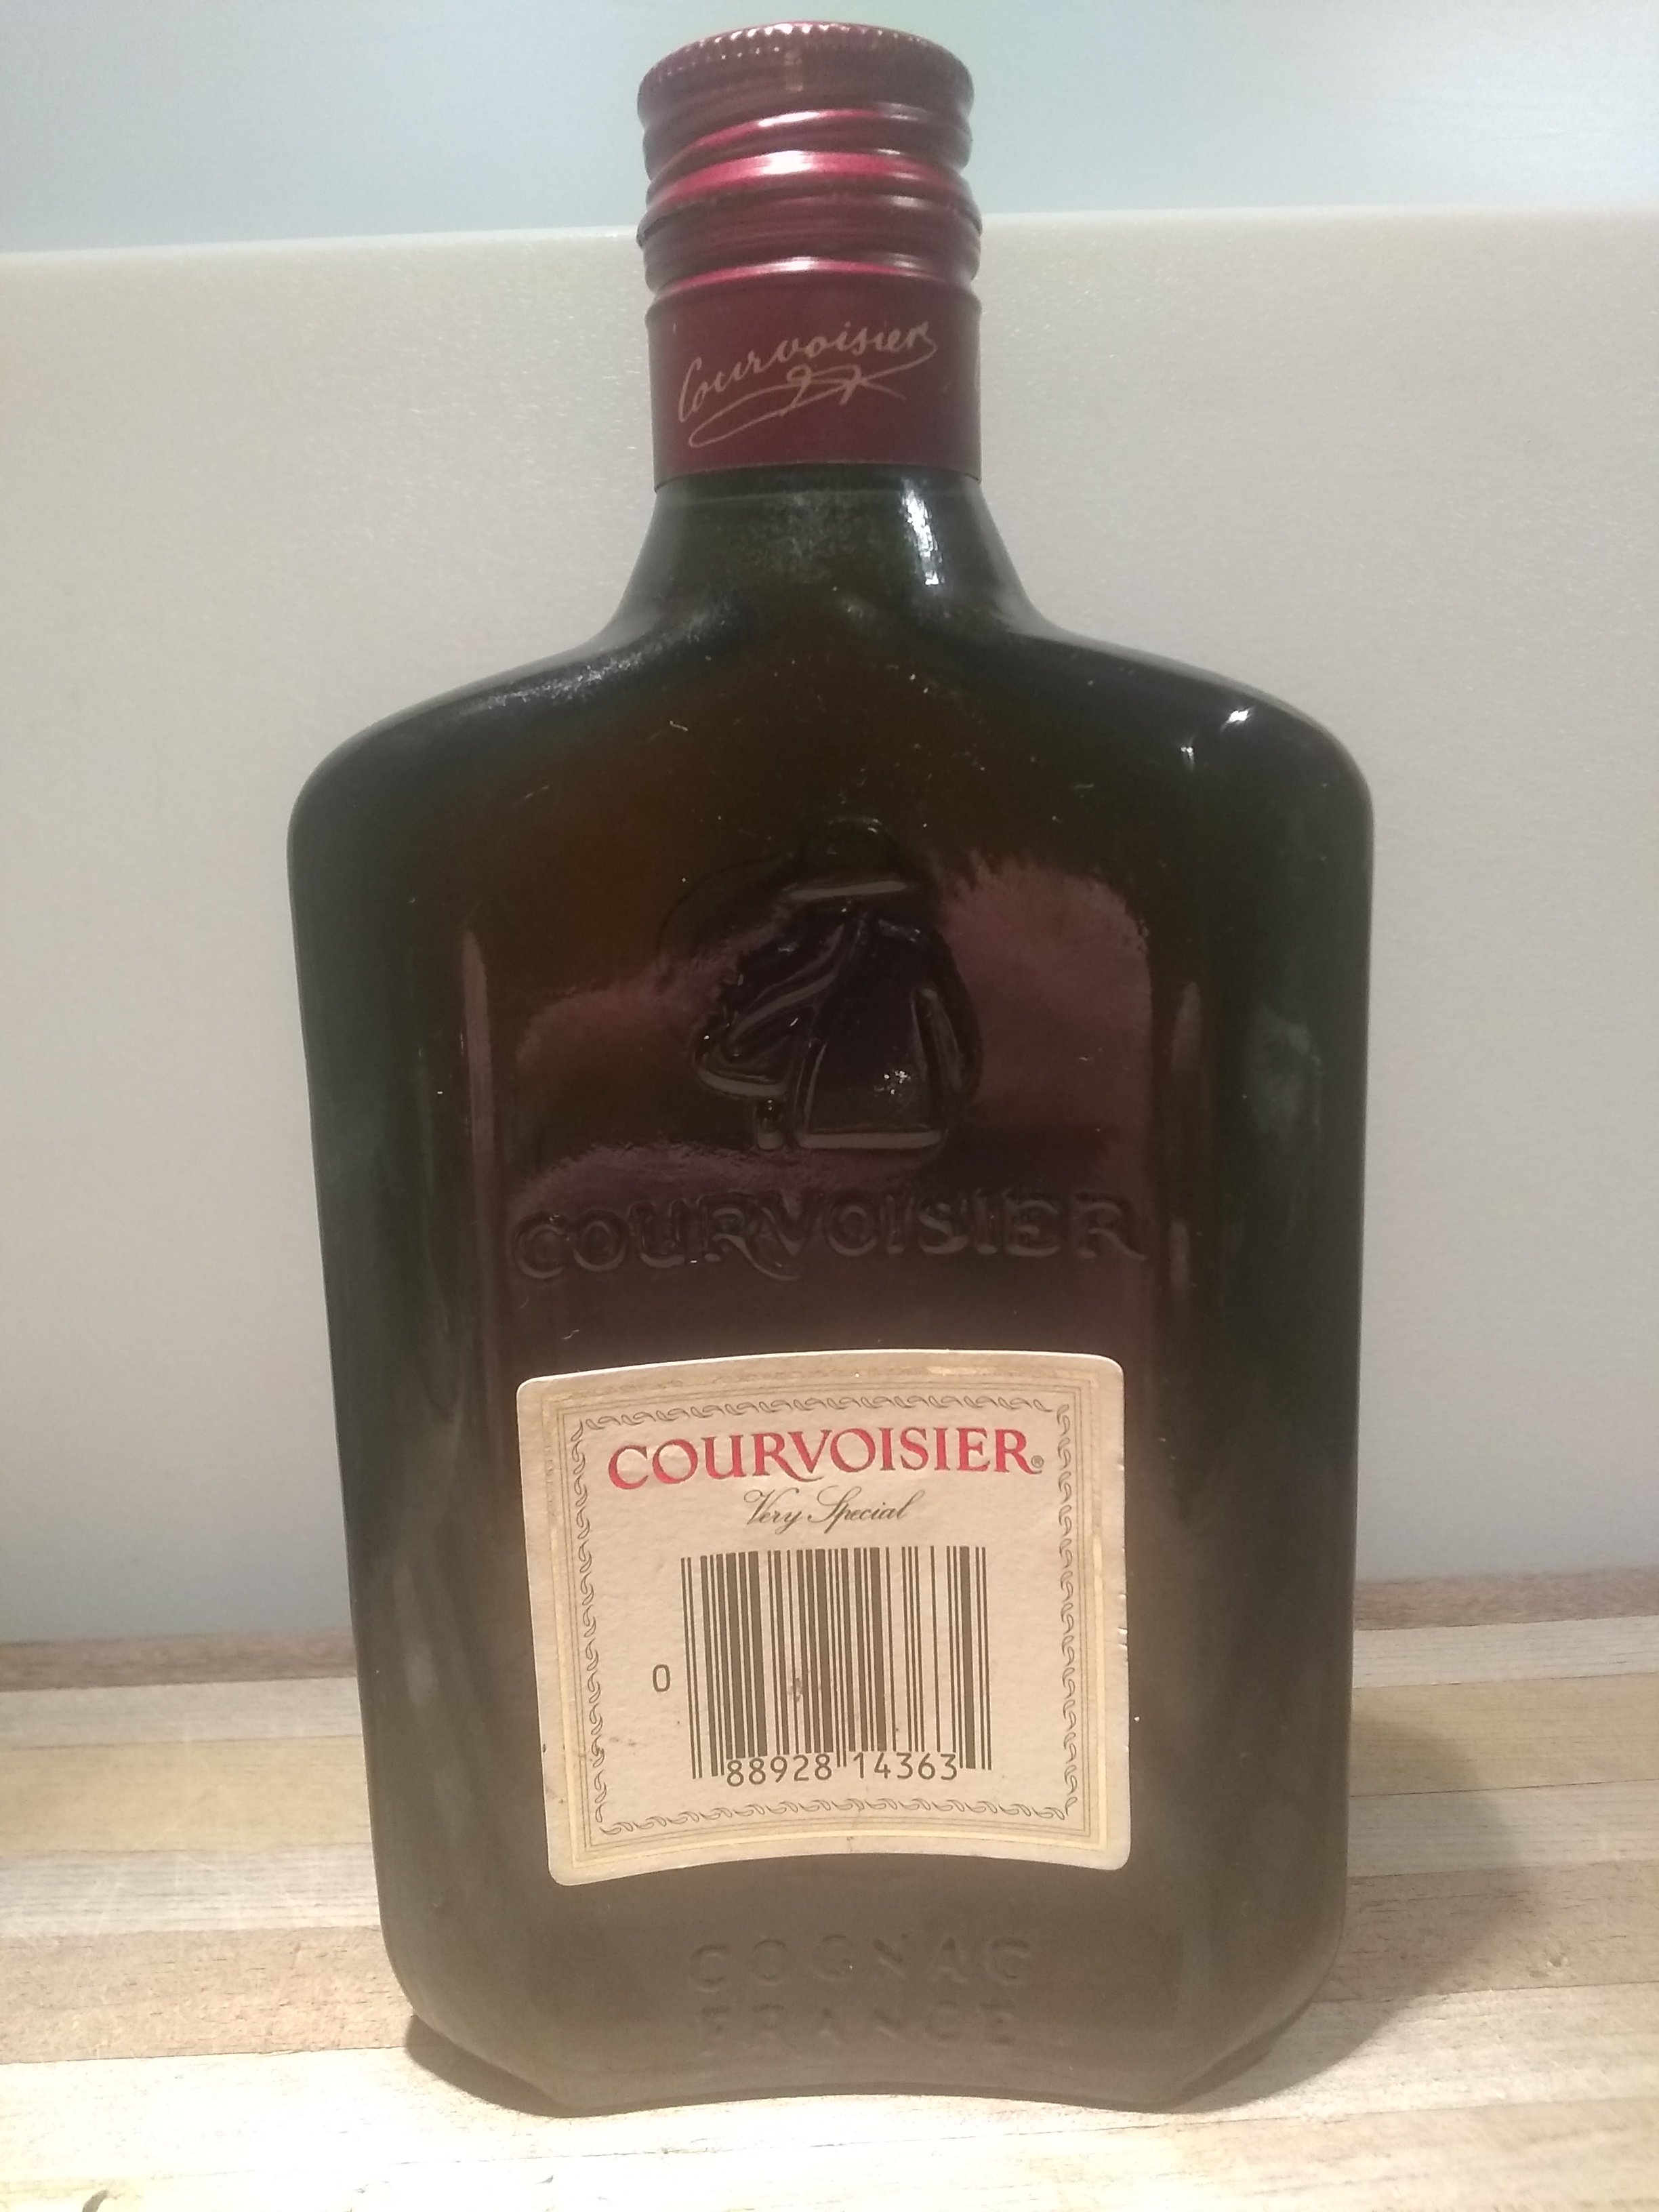 Courvoisier
COURVOISIER
COURVOISIER®
Very Special
0 88928 14363
COGNAC
FRANCE